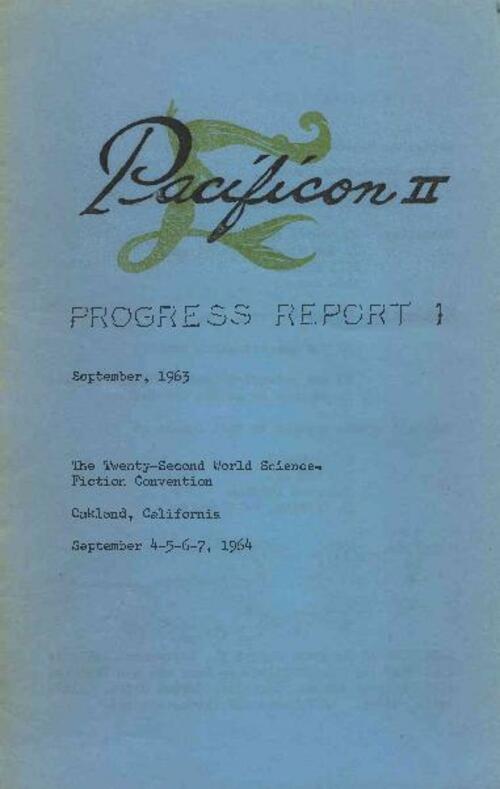 Pacificon II
PROGRESS REPORT 1
September, 1963
The Twenty-Second World Science-
Fiction Convention
Oakland, California
September 4-5-6-7, 1964